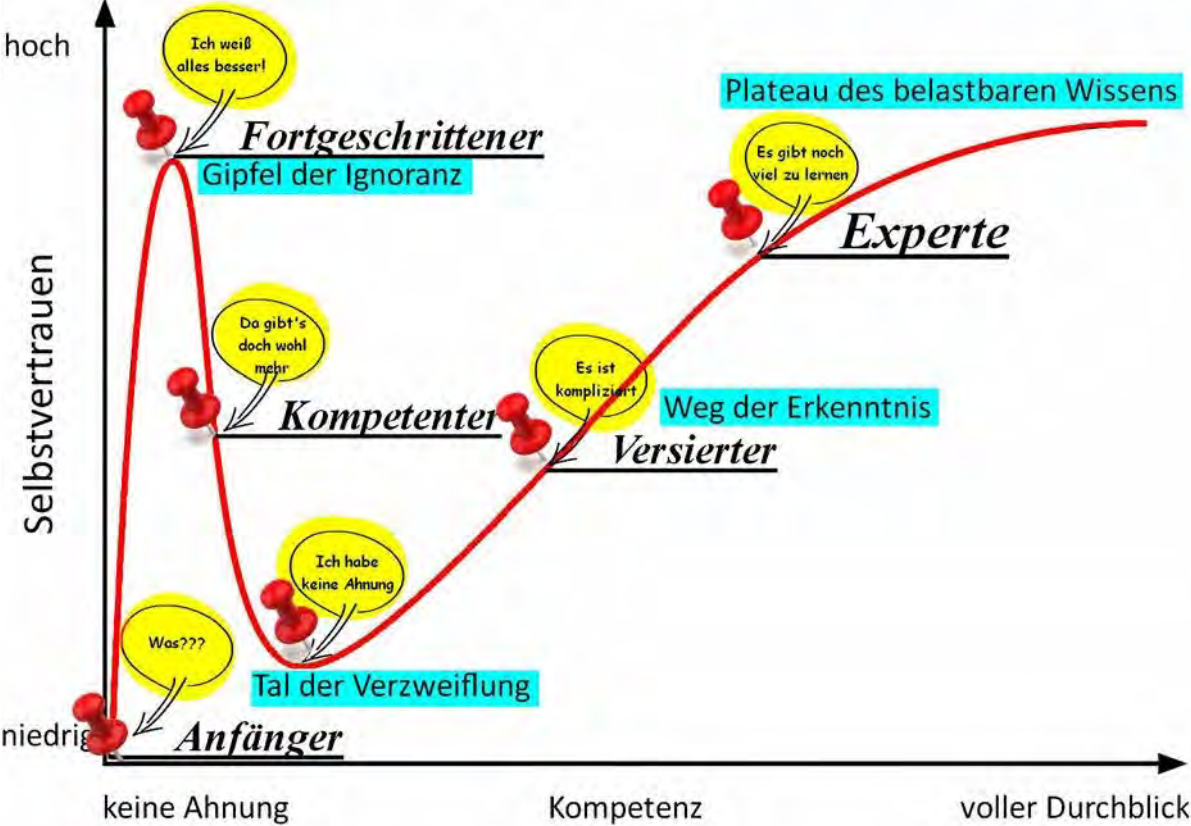 hoch
Ich weiß
alles besser!
Plateau des belastbaren Wissens
Fortgeschrittener
Gipfel der Ignoranz
Es gibt noch
viel zu lernen
Experte
Selbstvertrauen
Da gibt's
doch wohl
mehr
Es ist
kompliziert
Weg der Erkenntnis
Kompetenter
Versierter
Ich habe
keine Ahnung
Was???
Tal der Verzweiflung
niedrig
Anfänger
keine Ahnung
Kompetenz
voller Durchblick